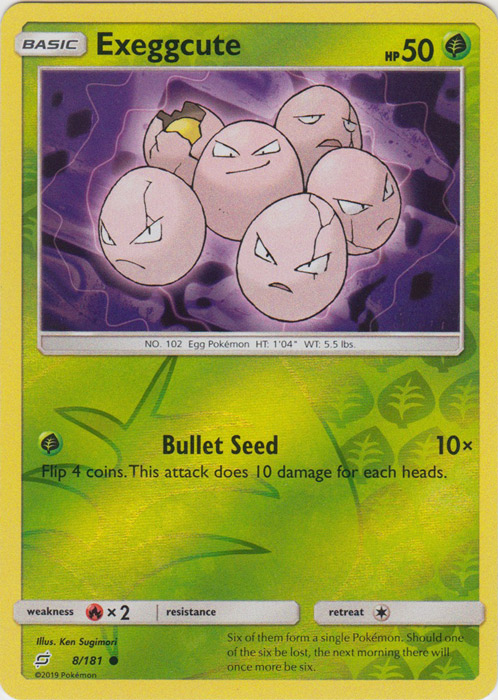 BASIC Exeggcute HP50
NO. 102 Egg Pokémon HT: 1'04" WT: 5.5 lbs.
Bullet Seed 10×
Flip 4 coins. This attack does 10 damage for each heads.
weakness × 2 resistance retreat
Illus. Ken Sugimori
8/181
©2019 Pokémon
Six of them form a single Pokémon. Should one
of the six be lost, the next morning there will
once more be six.